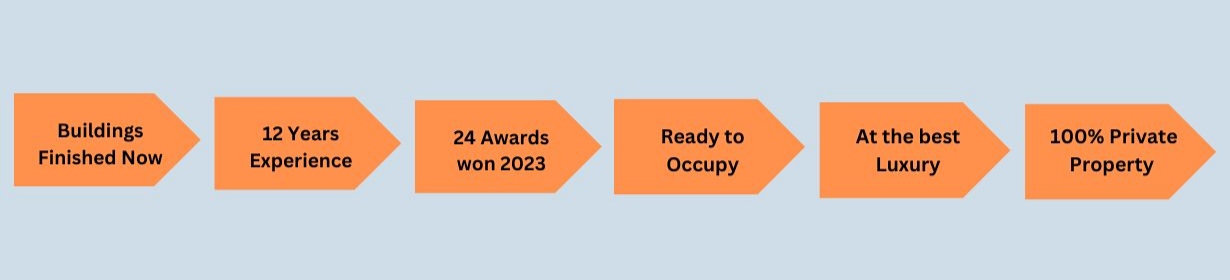 Buildings
Finished Now
12 Years
Experience
24 Awards
won 2023
Ready to
Occupy
At the best
Luxury
100% Private
Property